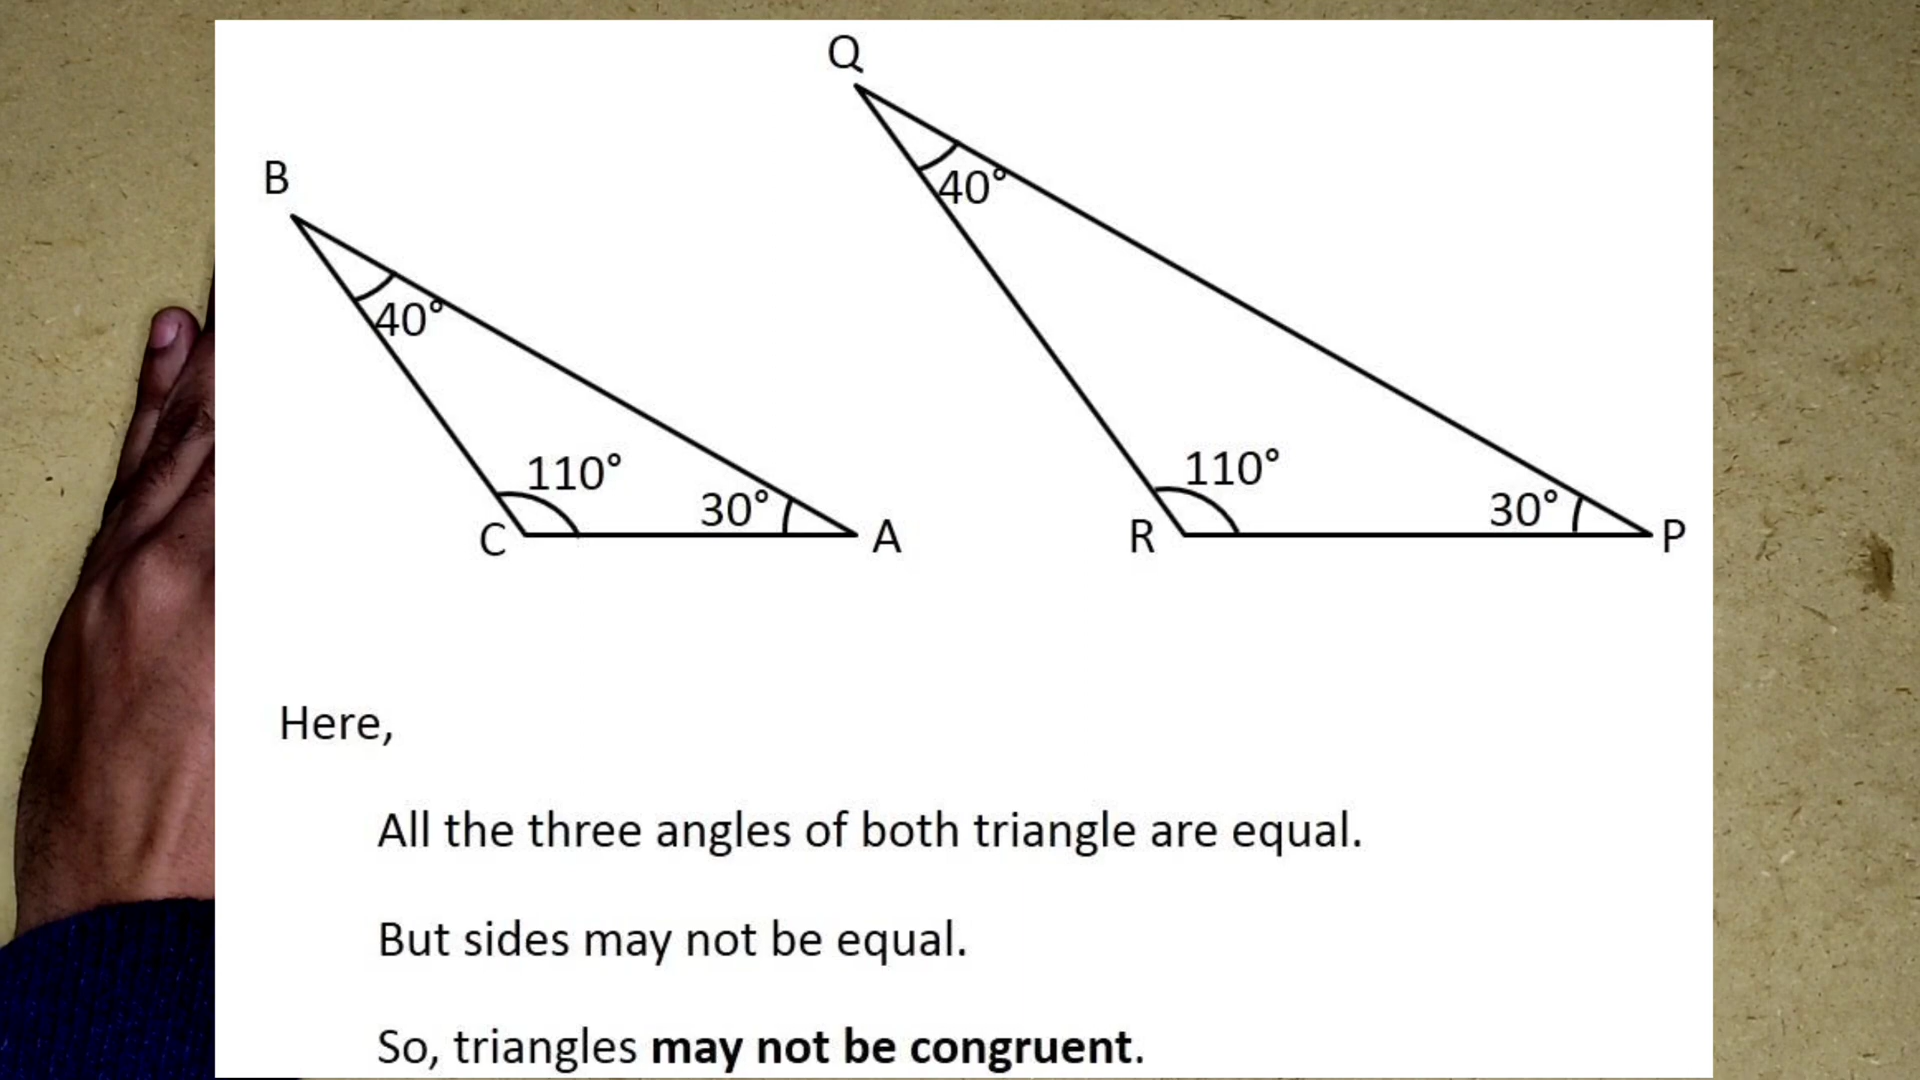 Q
B
40°
40°
110°
30°
C
A
110°
30°
R
P
Here,
All the three angles of both triangle are equal.
But sides may not be equal.
So, triangles may not be congruent.